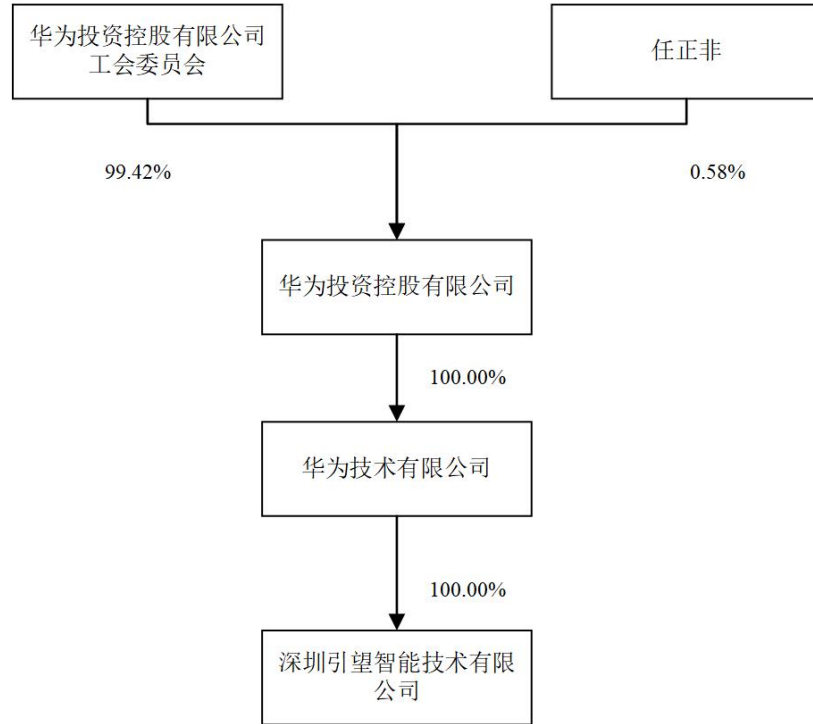 华为投资控股有限公司
工会委员会
任正非
99.42%
0.58%
华为投资控股有限公司
100.00%
华为技术有限公司
100.00%
深圳引望智能技术有限
公司